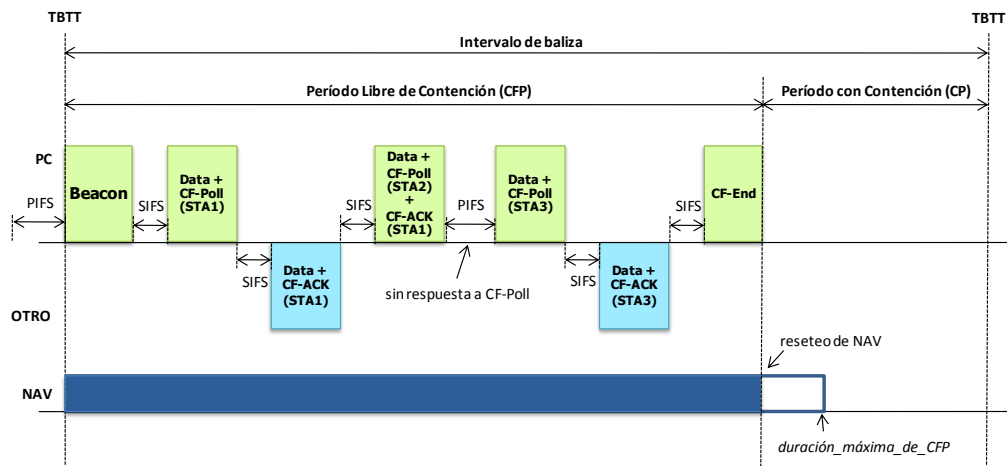 TBTT
TBTT
Intervalo de baliza
Período Libre de Contención (CFP)
Período con Contención (CP)
PC
PIFS
Beacon
SIFS
Data +
CF-Poll
(STA1)
SIFS
Data +
CF-ACK
(STA1)
SIFS
Data +
CF-Poll
(STA2)
+
CF-ACK
(STA1)
PIFS
sin respuesta a CF-Poll
Data +
CF-Poll
(STA3)
SIFS
Data +
CF-ACK
(STA3)
SIFS
CF-End
OTRO
reseteo de NAV
NAV
duración_máxima_de_CFP